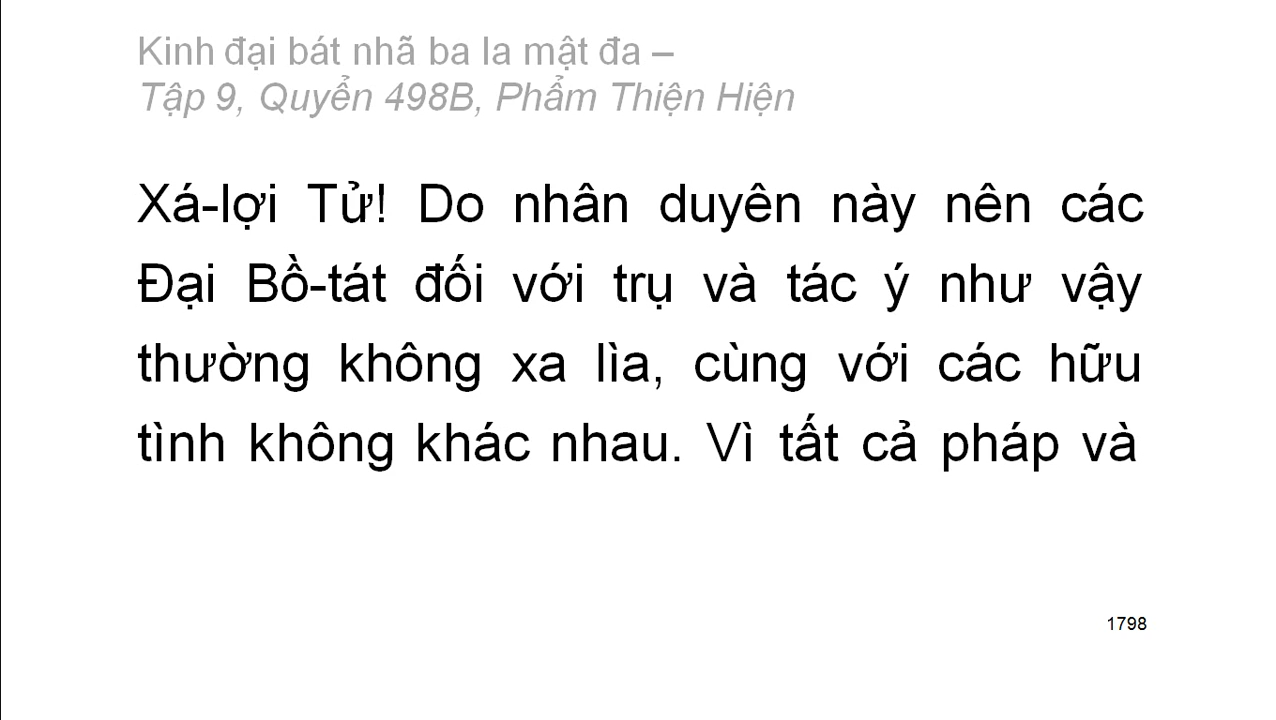 Kinh đại bát nhã ba la mật đa –
Tập 9, Quyển 498B, Phẩm Thiện Hiện
Xá-lợi Tử! Do nhân duyên này nên các
Đại Bồ-tát đối với trụ và tác ý như vậy
thường không xa lìa, cùng với các hữu
tình không khác nhau. Vì tất cả pháp và
1798